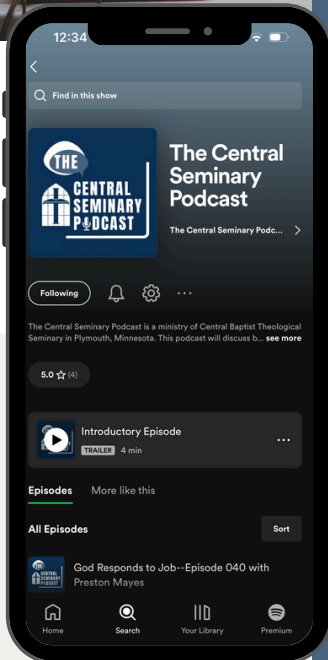 12:34
Find in this show
THE
CENTRAL
SEMINARY
PODCAST
The Central
Seminary
Podcast
The Central Seminary Podc...
Following
The Central Seminary Podcast is a ministry of Central Baptist Theological
Seminary in Plymouth, Minnesota. This podcast will discuss b... see more
5.0 (4)
Introductory Episode
TRAILER 4 min
Episodes More like this
All Episodes
Sort
God Responds to Job--Episode 040 with
Preston Mayes
CENTRAL
SEMINARY
PODCAST
Home Search Your Library Premium